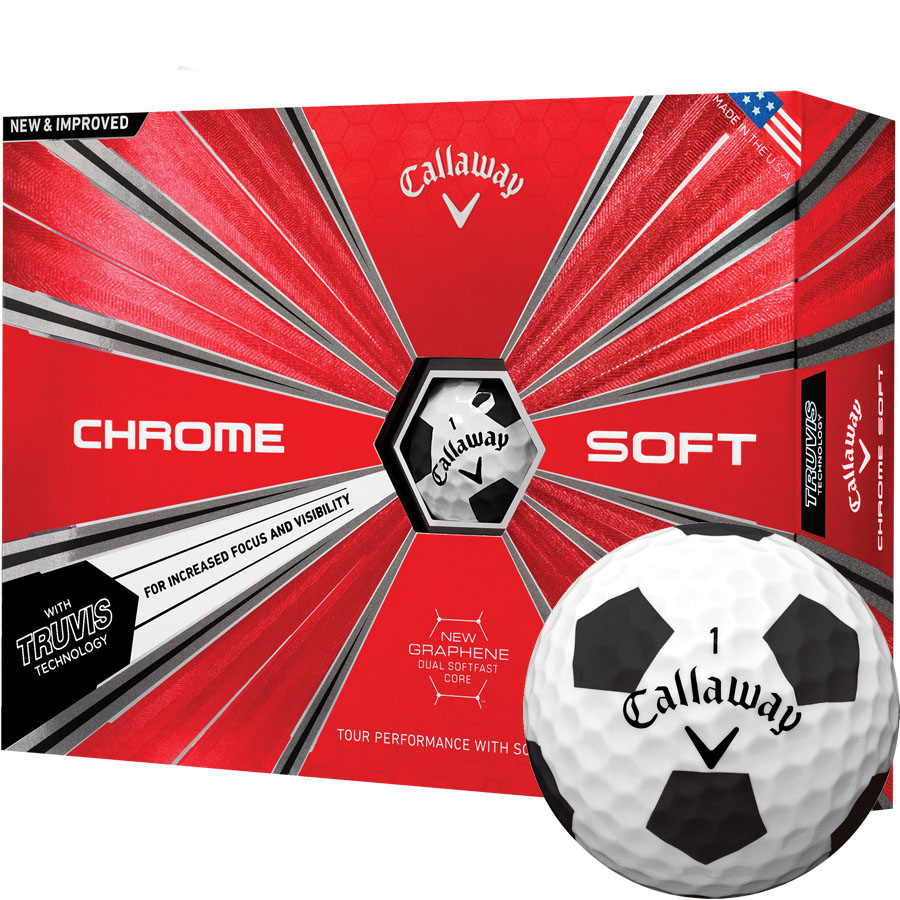 NEW & IMPROVED
Callaway
MADE IN THE U.S.A
CHROME
SOFT
1
Callaway
FOR INCREASED FOCUS AND VISIBILITY
WITH
TRUVIS
TECHNOLOGY
NEW
GRAPHENE
DUAL SOFTFAST
CORE
TOUR PERFORMANCE WITH
TRUVIS
TECHNOLOGY
Callaway
CHROME SOFT
1
Callaway